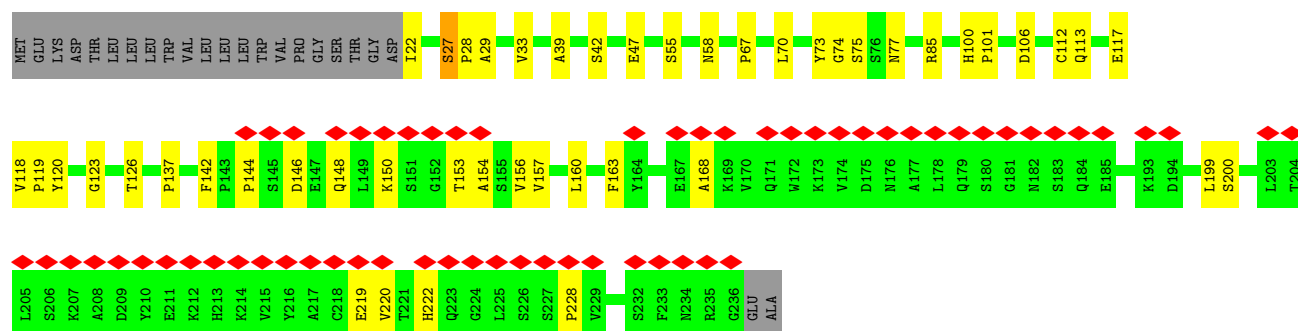 MET GLU LYS ASP THR LEU LEU LEU TRP VAL LEU LEU LEU TRP VAL PRO GLY SER THR GLY ASP I22 S27 P28 A29 V33 A39 S42 E47 S55 N58 P67 L70 Y73 G74 S75 S76 N77 R85 H100 P101 D106 C112 Q113 E117
V118 P119 Y120 G123 T126 P137 F142 P143 P144 S145 D146 E147 Q148 L149 K150 S151 G152 T153 A154 S155 V156 V157 L160 F163 Y164 E167 A168 K169 V170 Q171 W172 K173 V174 D175 N176 A177 L178 Q179 S180 G181 N182 S183 Q184 E185 K193 D194 L199 S200 L203 T204
L205 S206 K207 A208 D209 Y210 E211 K212 H213 K214 V215 Y216 A217 C218 E219 V220 T221 H222 Q223 G224 L225 S226 S227 P228 V229 S232 F233 N234 R235 G236 GLU ALA